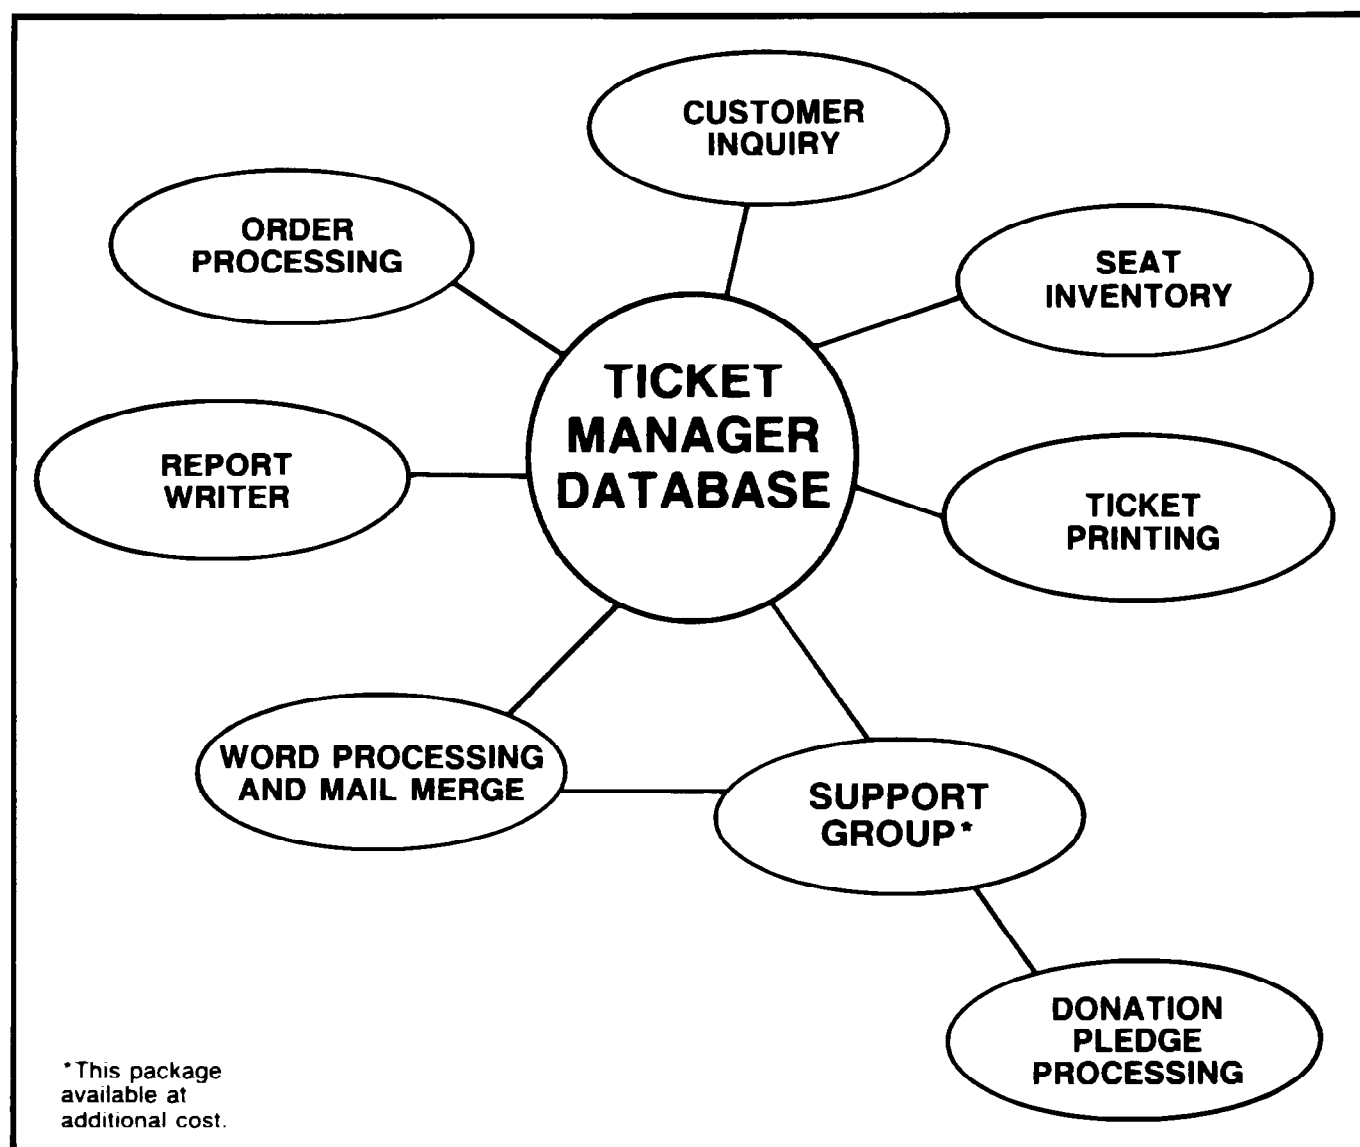 CUSTOMER
INQUIRY
ORDER
PROCESSING
SEAT
INVENTORY
TICKET
MANAGER
DATABASE
REPORT
WRITER
TICKET
PRINTING
WORD PROCESSING
AND MAIL MERGE
SUPPORT
GROUP*
DONATION
PLEDGE
PROCESSING
*This package
available at
additional cost.